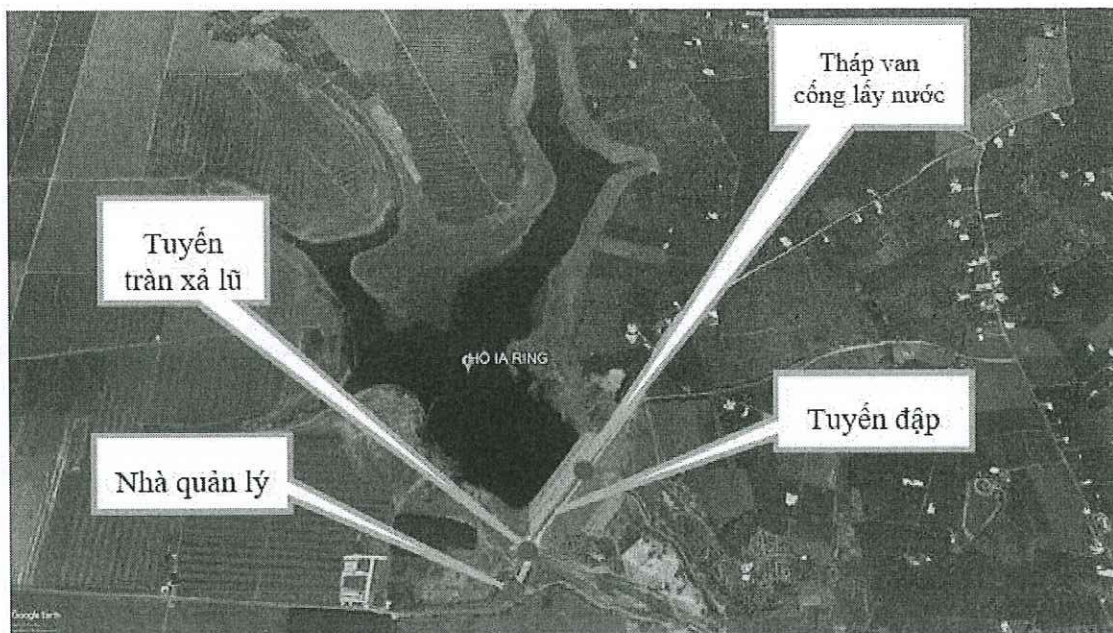 Tháp van
cống lấy nước
Tuyến
tràn xả lũ
HỒ IA RING
Tuyến đập
Nhà quản lý
Google Earth